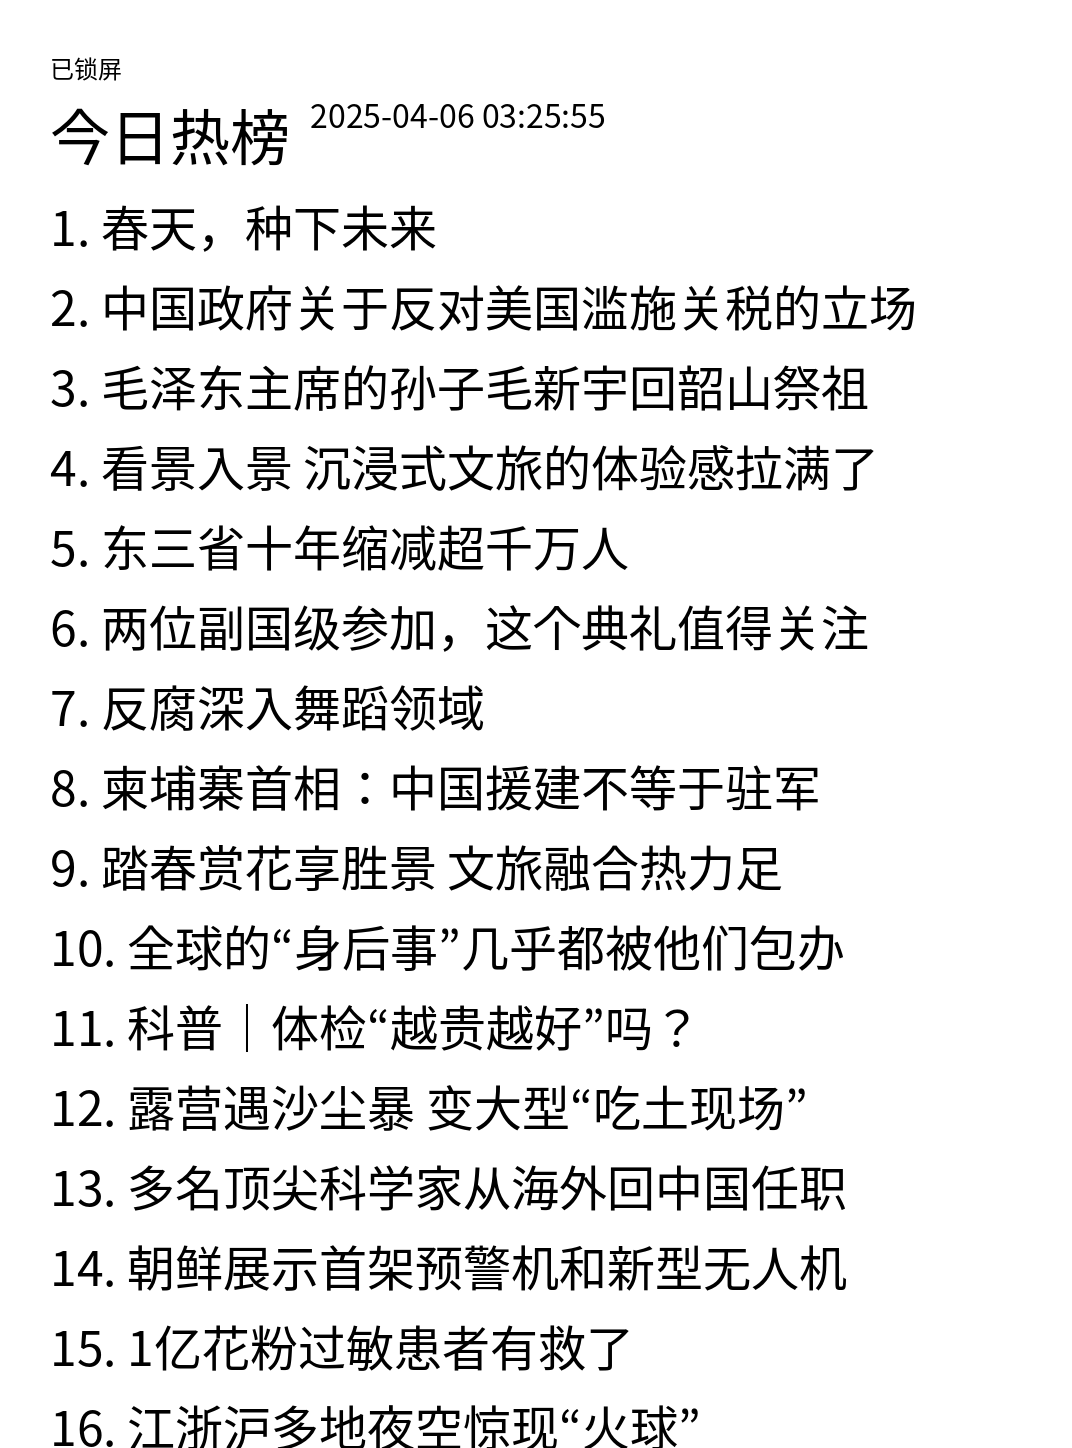 已锁屏
今日热榜 2025-04-06 03:25:55
1. 春天，种下未来
2. 中国政府关于反对美国滥施关税的立场
3. 毛泽东主席的孙子毛新宇回韶山祭祖
4. 看景入景 沉浸式文旅的体验感拉满了
5. 东三省十年缩减超千万人
6. 两位副国级参加，这个典礼值得关注
7. 反腐深入舞蹈领域
8. 柬埔寨首相：中国援建不等于驻军
9. 踏春赏花享胜景 文旅融合热力足
10. 全球的“身后事”几乎都被他们包办
11. 科普｜体检“越贵越好”吗？
12. 露营遇沙尘暴 变大型“吃土现场”
13. 多名顶尖科学家从海外回中国任职
14. 朝鲜展示首架预警机和新型无人机
15. 1亿花粉过敏患者有救了
16. 江浙沪多地夜空惊现“火球”